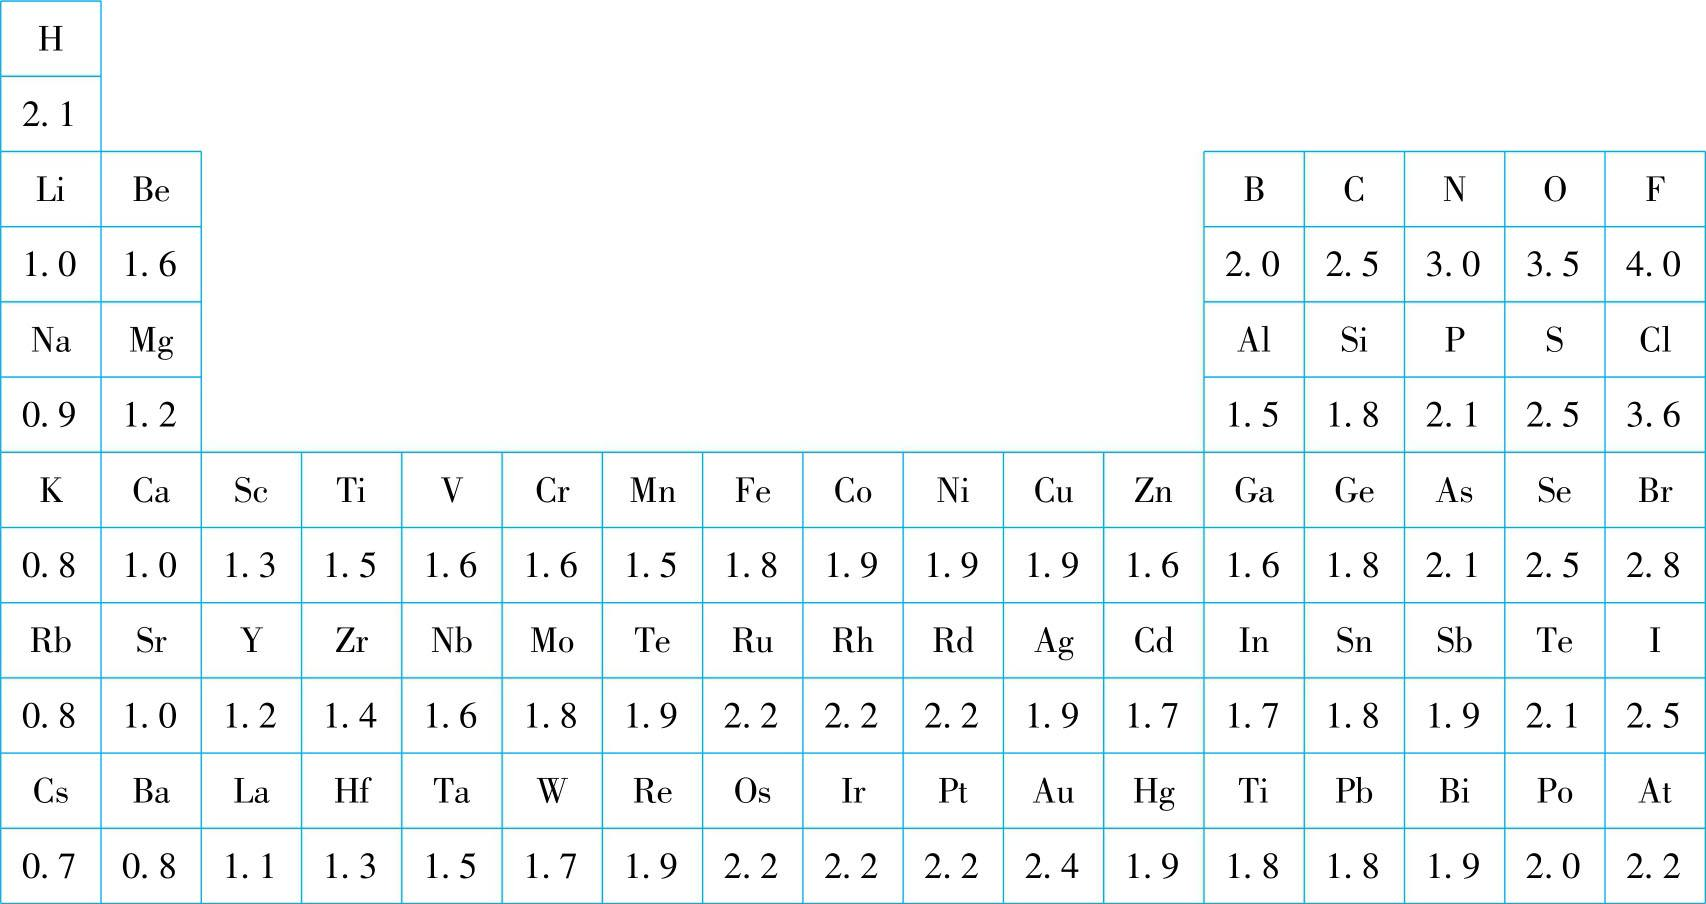 H
2. 1
Li Be B C N O F
1. 0 1. 6 2. 0 2. 5 3. 0 3. 5 4. 0
Na Mg Al Si P S Cl
0. 9 1. 2 1. 5 1. 8 2. 1 2. 5 3. 6
K Ca Sc Ti V Cr Mn Fe Co Ni Cu Zn Ga Ge As Se Br
0. 8 1. 0 1. 3 1. 5 1. 6 1. 6 1. 5 1. 8 1. 9 1. 9 1. 9 1. 6 1. 6 1. 8 2. 1 2. 5 2. 8
Rb Sr Y Zr Nb Mo Te Ru Rh Rd Ag Cd In Sn Sb Te I
0. 8 1. 0 1. 2 1. 4 1. 6 1. 8 1. 9 2. 2 2. 2 2. 2 1. 9 1. 7 1. 7 1. 8 1. 9 2. 1 2. 5
Cs Ba La Hf Ta W Re Os Ir Pt Au Hg Ti Pb Bi Po At
0. 7 0. 8 1. 1 1. 3 1. 5 1. 7 1. 9 2. 2 2. 2 2. 2 2. 4 1. 9 1. 8 1. 8 1. 9 2. 0 2. 2